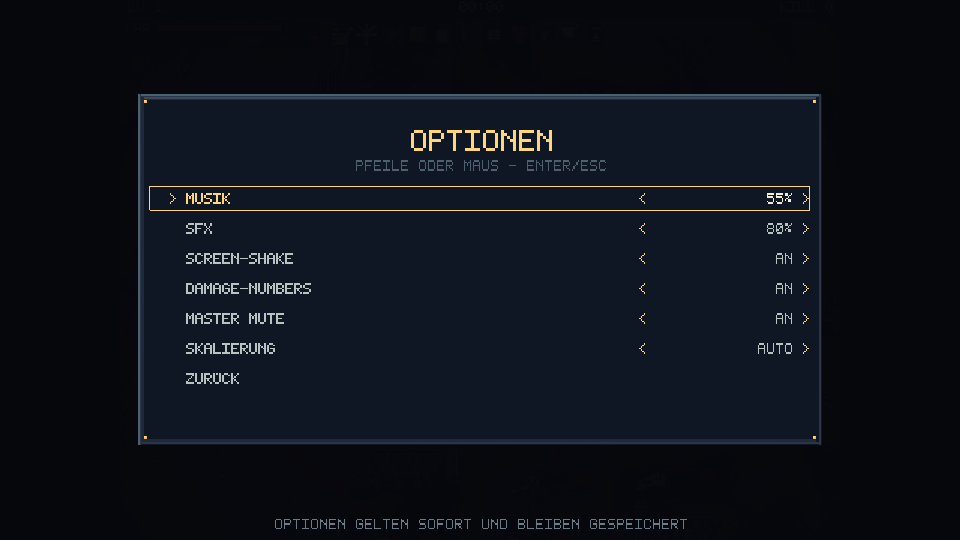 OPTIONEN
PFEILE ODER MAUS - ENTER/ESC
> MUSIK < 55% >
SFX < 80% >
SCREEN-SHAKE < AN >
DAMAGE-NUMBERS < AN >
MASTER MUTE < AN >
SKALIERUNG < AUTO >
ZURÜCK
OPTIONEN GELTEN SOFORT UND BLEIBEN GESPEICHERT